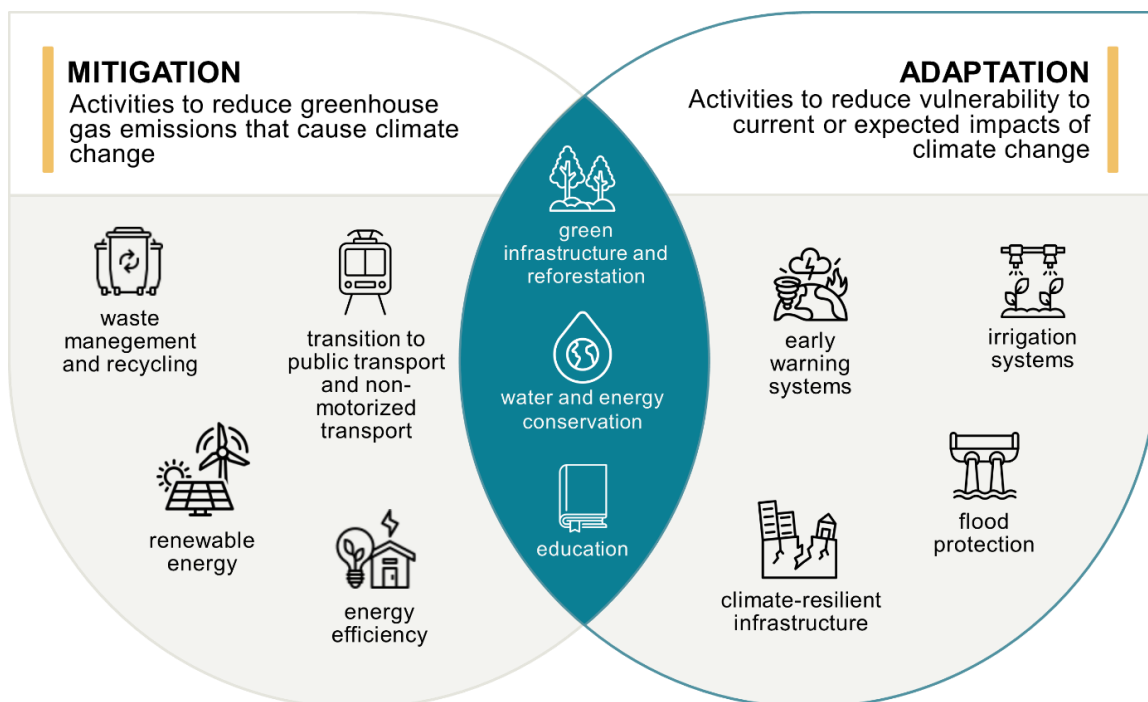 MITIGATION
Activities to reduce greenhouse
gas emissions that cause climate
change
ADAPTATION
Activities to reduce vulnerability to
current or expected impacts of
climate change
waste
manegement
and recycling
transition to
public transport
and non-
motorized
transport
renewable
energy
energy
efficiency
green
infrastructure and
reforestation
water and energy
conservation
education
early
warning
systems
irrigation
systems
climate-resilient
infrastructure
flood
protection